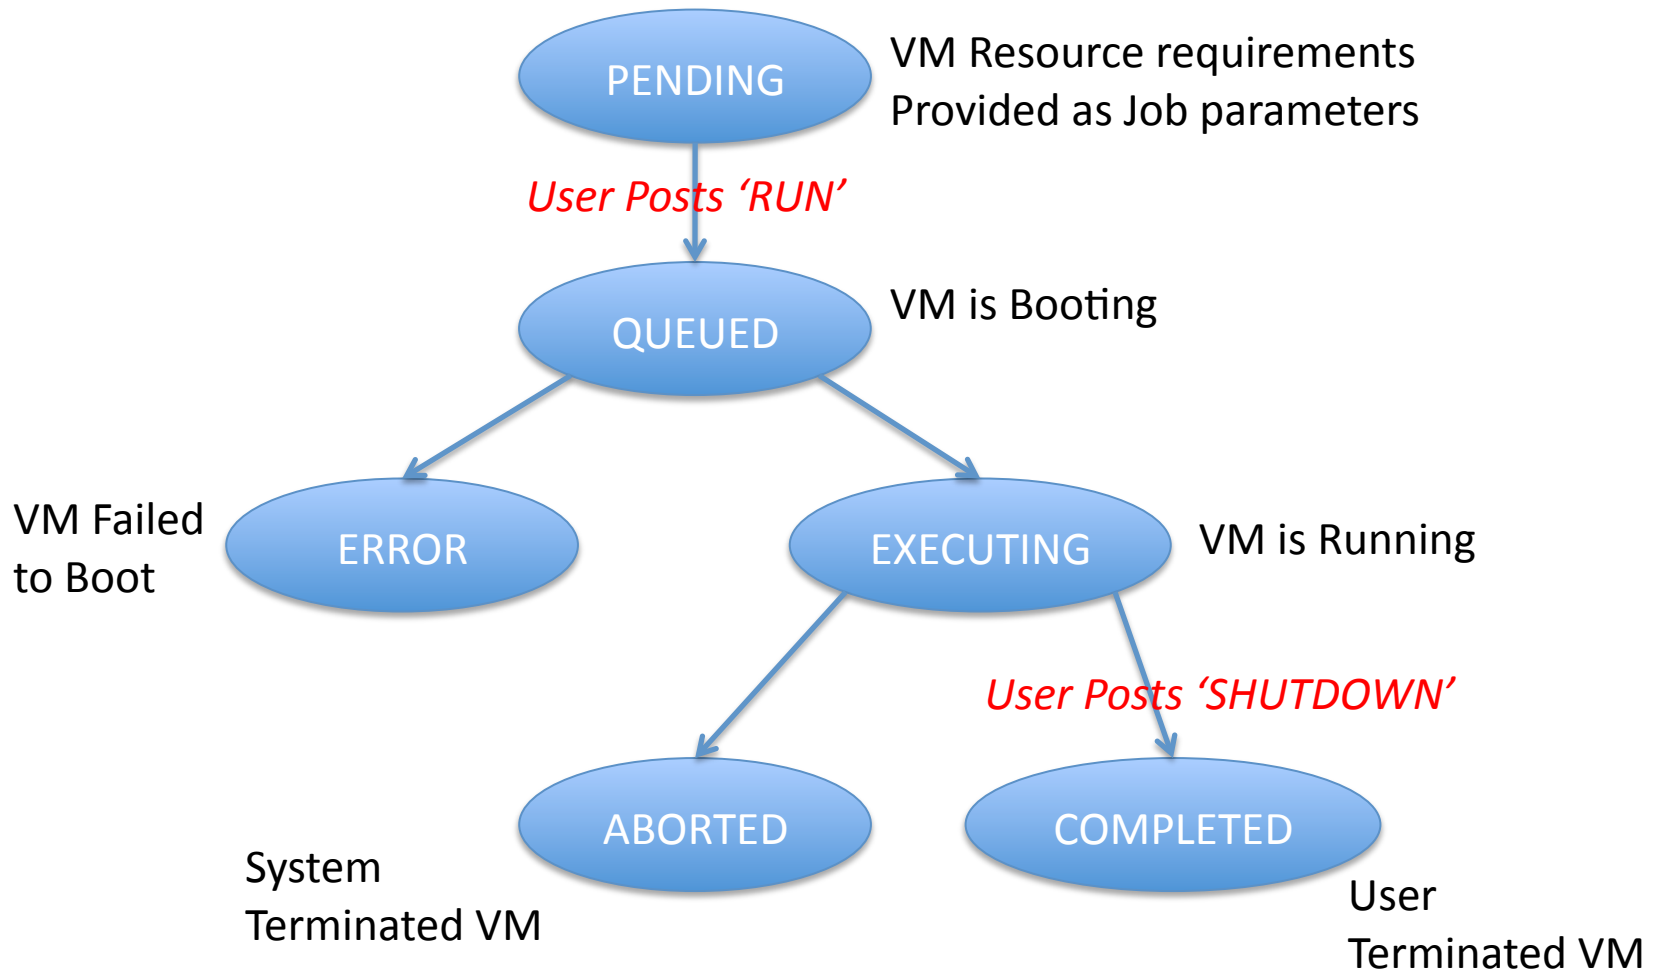 PENDING
VM Resource requirements
Provided as Job parameters
User Posts ‘RUN’
QUEUED
VM is Booting
VM Failed
to Boot
ERROR
EXECUTING
VM is Running
User Posts ‘SHUTDOWN’
ABORTED
System
Terminated VM
COMPLETED
User
Terminated VM